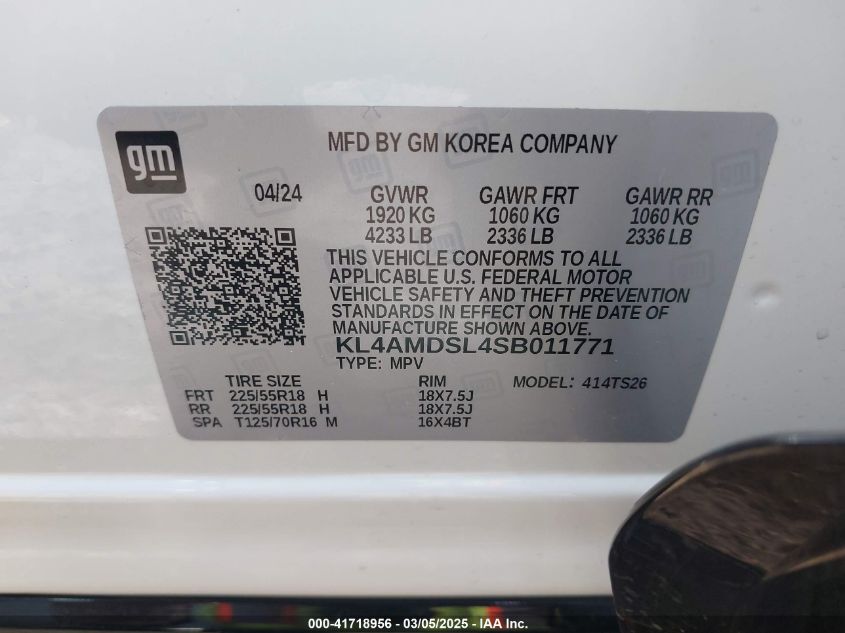 gm
MFD BY GM KOREA COMPANY
04/24 GVWR GAWR FRT GAWR RR
1920 KG 1060 KG 1060 KG
4233 LB 2336 LB 2336 LB
THIS VEHICLE CONFORMS TO ALL
APPLICABLE U.S. FEDERAL MOTOR
VEHICLE SAFETY AND THEFT PREVENTION
STANDARDS IN EFFECT ON THE DATE OF
MANUFACTURE SHOWN ABOVE.
KL4AMDSL4SB011771
TYPE: MPV
TIRE SIZE RIM MODEL: 414TS26
FRT 225/55R18 H 18X7.5J
RR 225/55R18 H 18X7.5J
SPA T125/70R16 M 16X4BT
000-41718956 - 03/05/2025 - IAA Inc.